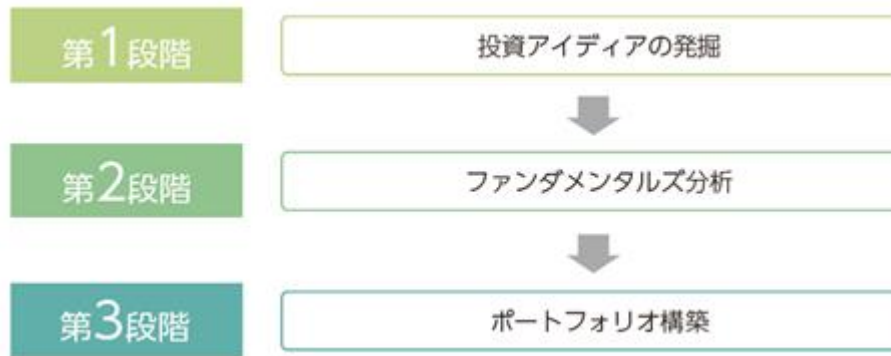 第1段階
投資アイディアの発掘
第2段階
ファンダメンタルズ分析
第3段階
ポートフォリオ構築